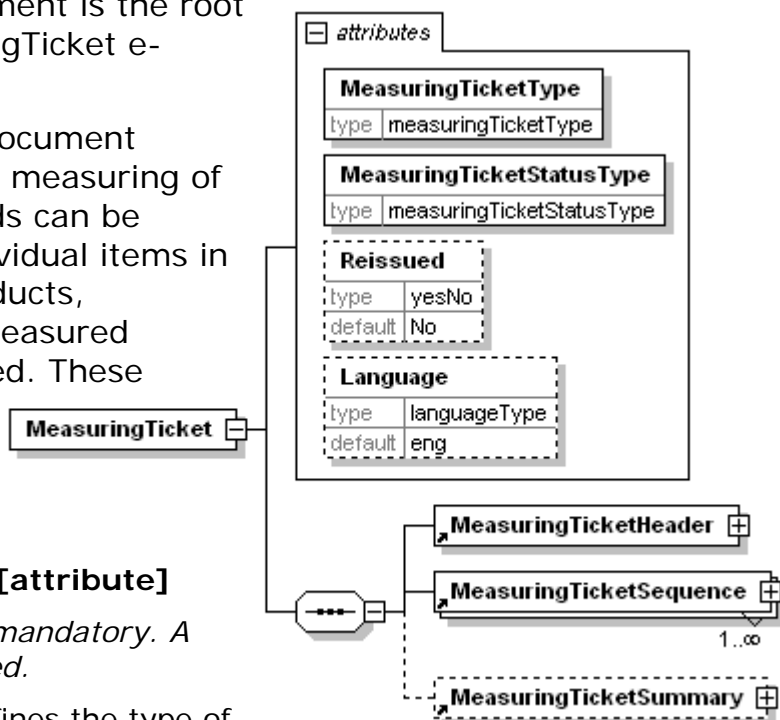 ment is the root
gTicket e-
ocument
measuring of
ds can be
vidual items in
ducts,
easured
ed. These
[attribute]
mandatory. A
ed.
fines the type of
attributes
MeasuringTicketType
type measuringTicketType
MeasuringTicketStatusType
type measuringTicketStatusType
Reissued
type yesNo
default No
Language
type languageType
default eng
MeasuringTicket
MeasuringTicketHeader
MeasuringTicketSequence
1..∞
MeasuringTicketSummary